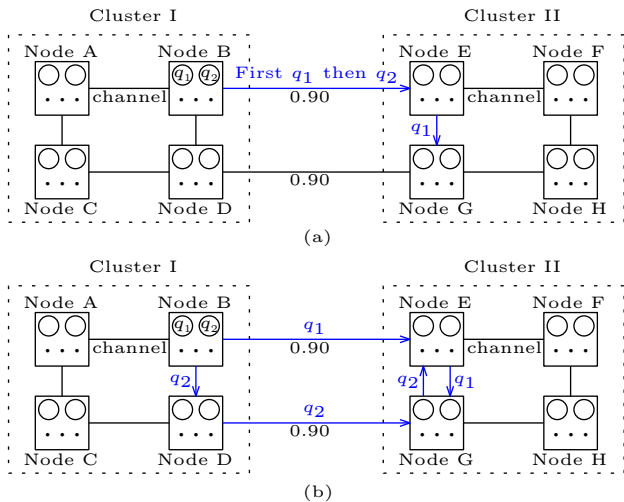 Cluster I Cluster II
Node A Node B Node E Node F
q1 q2 First q1 then q2
channel 0.90 channel
q1
0.90
Node C Node D Node G Node H
(a)
Cluster I Cluster II
Node A Node B Node E Node F
q1 q2 q1
channel 0.90 channel
q2 q2 q1
q2
0.90
Node C Node D Node G Node H
(b)